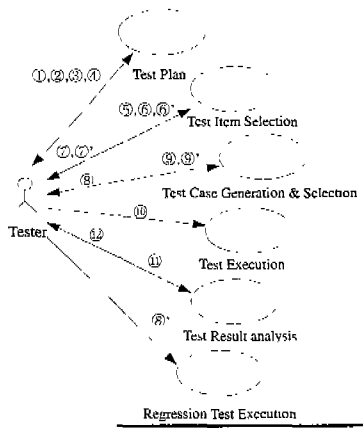 ①,②,③,④
Test Plan
⑤,⑥,⑥'
Test Item Selection
⑦,⑦'
⑨,⑨'
⑧
Test Case Generation & Selection
⑩
Tester
Test Execution
⑫
⑪
Test Result analysis
⑧'
Regression Test Execution